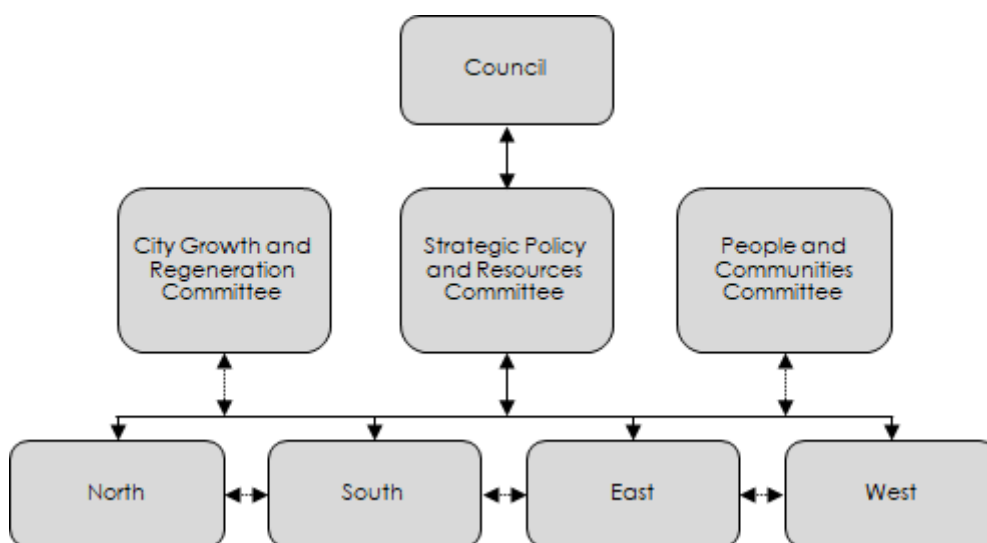 Council
City Growth and
Regeneration
Committee
Strategic Policy
and Resources
Committee
People and
Communities
Committee
North
South
East
West